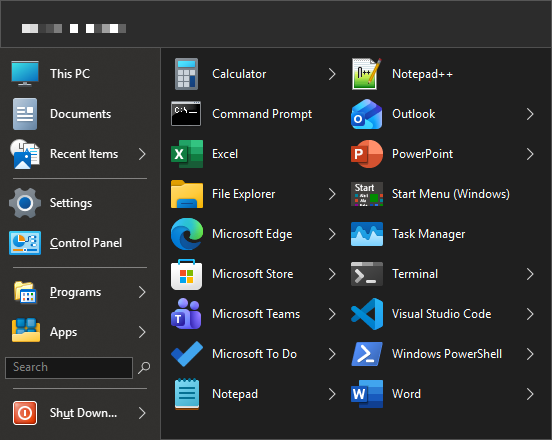 This PC
Documents
Recent Items
Settings
Control Panel
Programs
Apps
Search
Shut Down...
Calculator
Command Prompt
Excel
File Explorer
Microsoft Edge
Microsoft Store
Microsoft Teams
Microsoft To Do
Notepad
Notepad++
Outlook
PowerPoint
Start Menu (Windows)
Task Manager
Terminal
Visual Studio Code
Windows PowerShell
Word